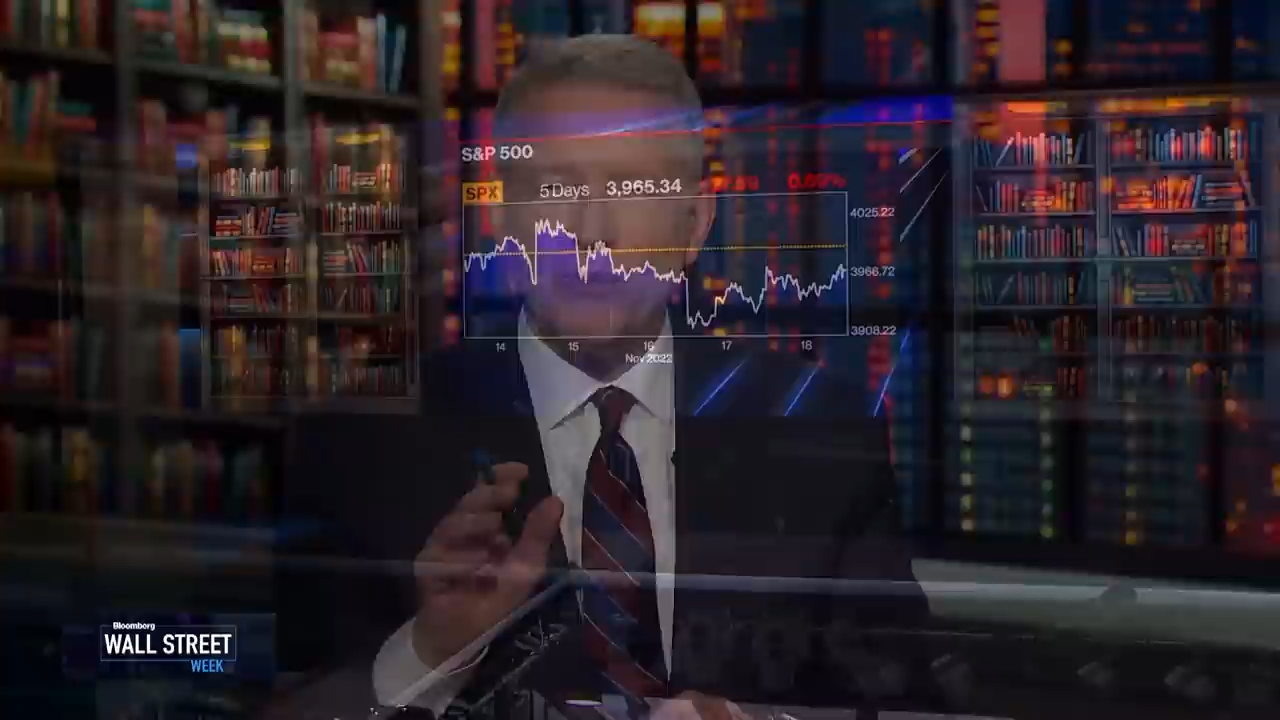 S&P 500
SPX 5 Days 3,965.34
4025.22
3966.72
3908.22
14 15 16 17 18
Nov 2022
Bloomberg
WALL STREET
WEEK